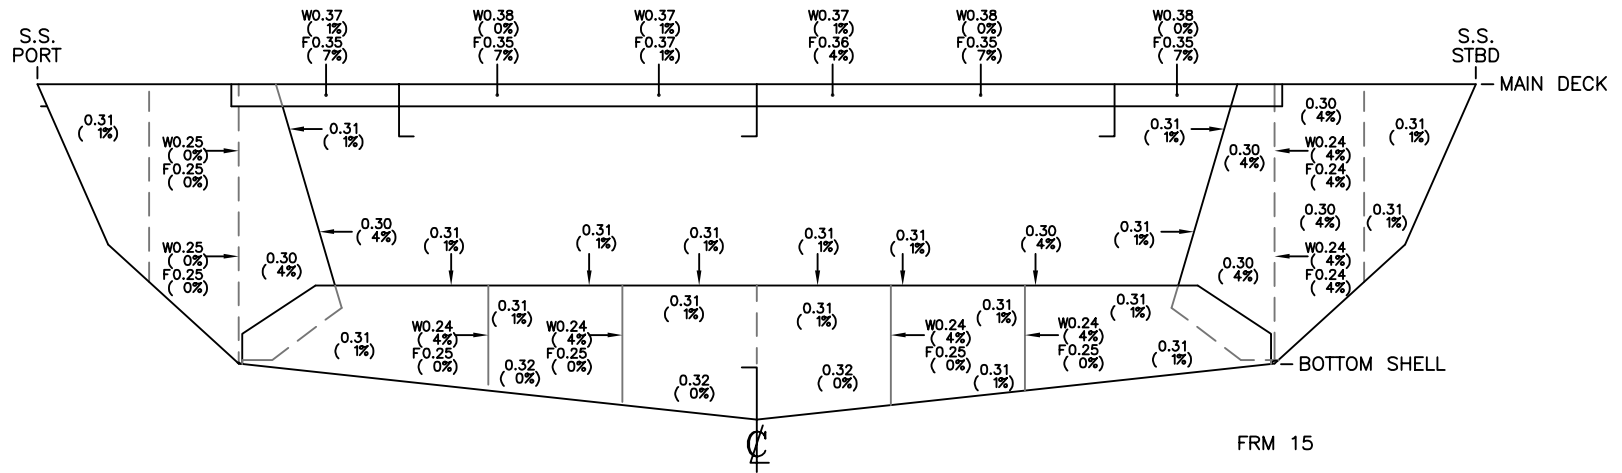 W0.37
( 1%)
F0.35
( 7%)
W0.38
( 0%)
F0.35
( 7%)
W0.37
( 1%)
F0.37
( 1%)
W0.37
( 1%)
F0.36
( 4%)
W0.38
( 0%)
F0.35
( 7%)
W0.38
( 0%)
F0.35
( 7%)
S.S.
PORT
S.S.
STBD
MAIN DECK
0.31
( 1%)
W0.25
( 0%)
F0.25
( 0%)
0.31
( 1%)
0.31
( 1%)
0.30
( 4%)
0.30
( 4%)
W0.24
( 4%)
F0.24
( 4%)
0.31
( 1%)
W0.25
( 0%)
F0.25
( 0%)
0.30
( 4%)
0.30
( 4%)
0.31
( 1%)
0.31
( 1%)
0.31
( 1%)
0.31
( 1%)
0.31
( 1%)
0.30
( 4%)
0.31
( 1%)
0.30
( 4%)
0.30
( 4%)
0.31
( 1%)
W0.24
( 4%)
F0.24
( 4%)
0.31
( 1%)
W0.24
( 4%)
F0.25
( 0%)
0.31
( 1%)
0.32
( 0%)
W0.24
( 4%)
F0.25
( 0%)
0.31
( 1%)
0.32
( 0%)
0.31
( 1%)
0.32
( 0%)
W0.24
( 4%)
F0.25
( 0%)
0.31
( 1%)
0.31
( 1%)
W0.24
( 4%)
F0.25
( 0%)
0.31
( 1%)
0.31
( 1%)
BOTTOM SHELL
℄
FRM 15